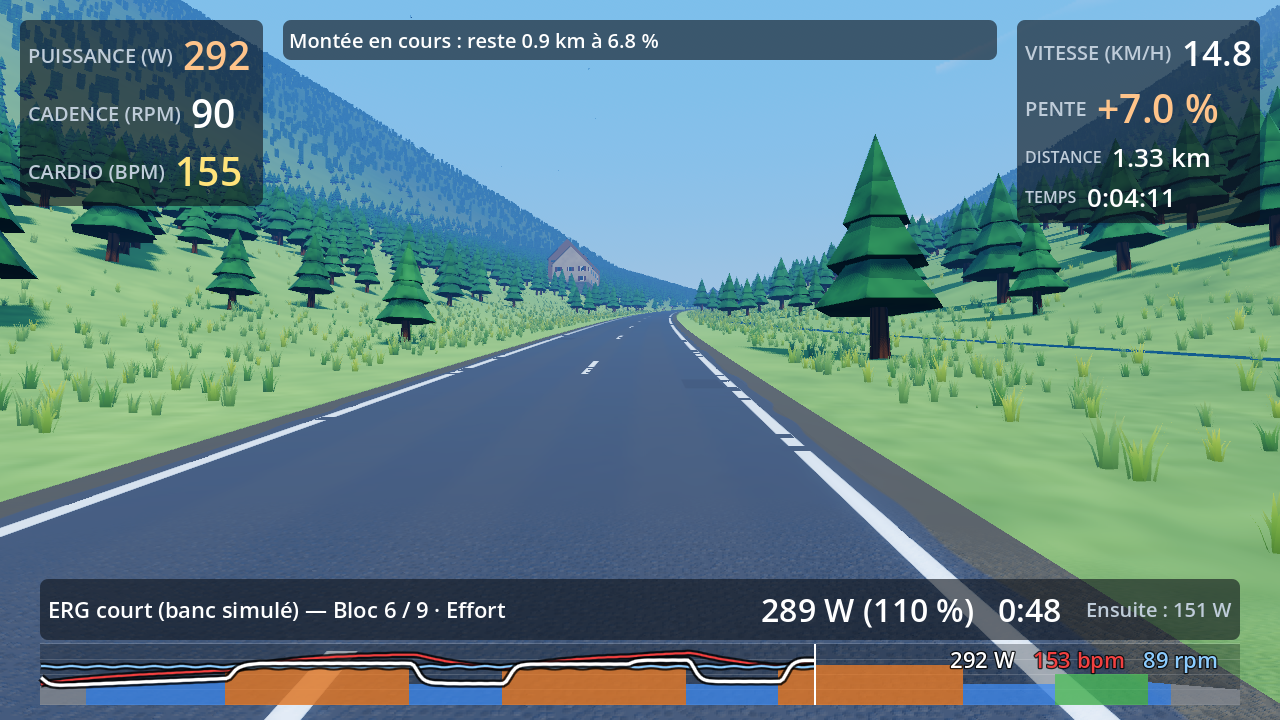 PUISSANCE (W) 292
CADENCE (RPM) 90
CARDIO (BPM) 155
Montée en cours : reste 0.9 km à 6.8 %
VITESSE (KM/H) 14.8
PENTE +7.0 %
DISTANCE 1.33 km
TEMPS 0:04:11
ERG court (banc simulé) — Bloc 6 / 9 · Effort 289 W (110 %) 0:48 Ensuite : 151 W
292 W 153 bpm 89 rpm